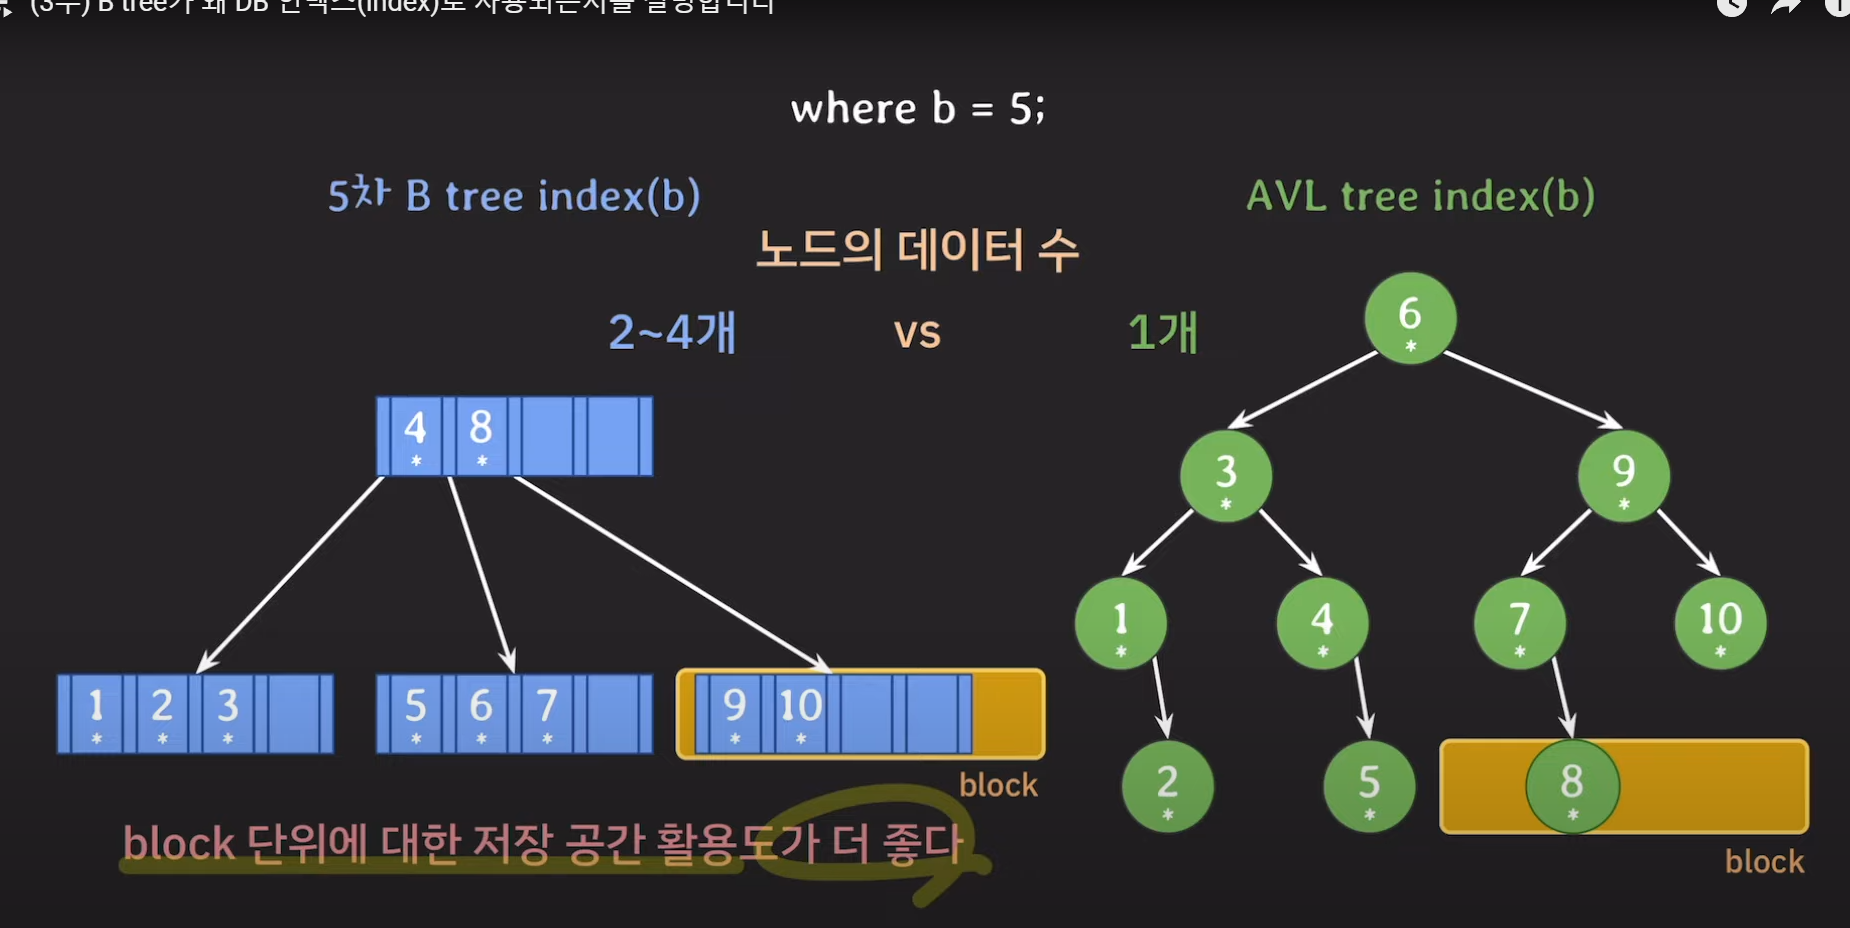 (3부) B tree가 왜 DB 인덱스(index)로 사용되는지를 설명합니다
where b = 5;
5차 B tree index(b)
AVL tree index(b)
노드의 데이터 수
2~4개 vs 1개
6
*
4 8
* *
3 9
* *
1 4 7 10
* * * *
1 2 3
* * *
5 6 7
* * *
9 10
* *
block
2 5 8
* * *
block
block 단위에 대한 저장 공간 활용도가 더 좋다